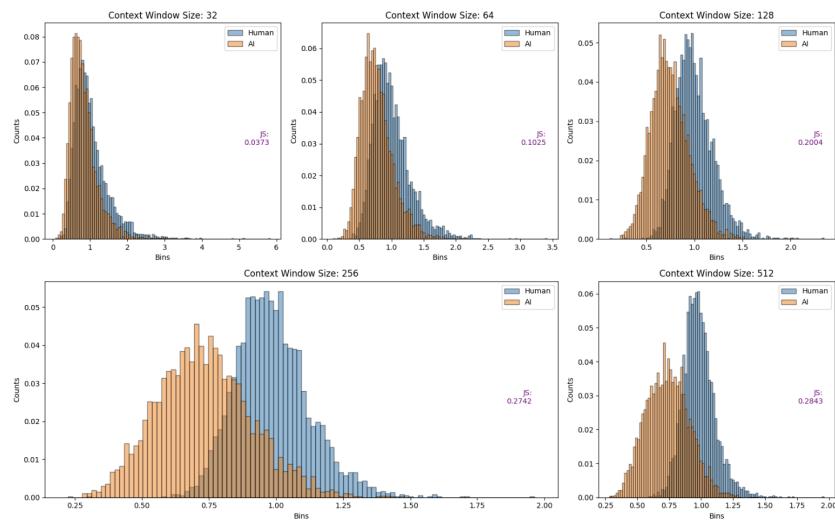 Context Window Size: 32
Human
AI
JS:
0.0373
Counts
0.08
0.07
0.06
0.05
0.04
0.03
0.02
0.01
0.00
0
1
2
3
4
5
6
Bins
Context Window Size: 64
Human
AI
JS:
0.1025
Counts
0.06
0.05
0.04
0.03
0.02
0.01
0.00
0.0
0.5
1.0
1.5
2.0
2.5
3.0
3.5
Bins
Context Window Size: 128
Human
AI
JS:
0.2004
Counts
0.05
0.04
0.03
0.02
0.01
0.00
0.5
1.0
1.5
2.0
Bins
Context Window Size: 256
Human
AI
JS:
0.2742
Counts
0.05
0.04
0.03
0.02
0.01
0.00
0.25
0.50
0.75
1.00
1.25
1.50
1.75
2.00
Bins
Context Window Size: 512
Human
AI
JS:
0.2843
Counts
0.06
0.05
0.04
0.03
0.02
0.01
0.00
0.25
0.50
0.75
1.00
1.25
1.50
1.75
2.00
Bins